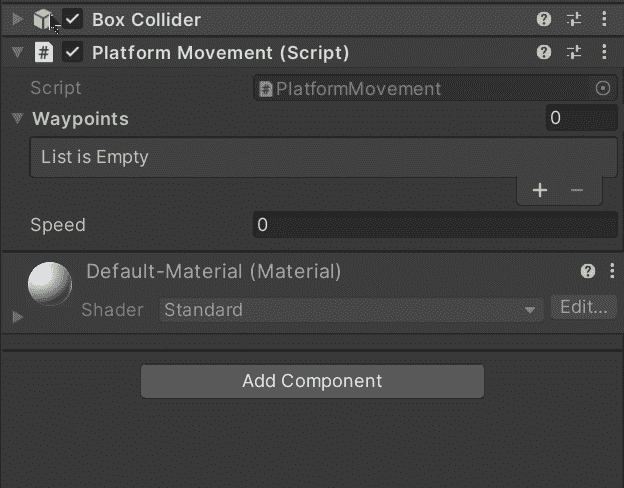 Box Collider
# Platform Movement (Script)
Script # PlatformMovement
Waypoints 0
List is Empty
+ −
Speed 0
Default-Material (Material)
Shader Standard Edit...
Add Component